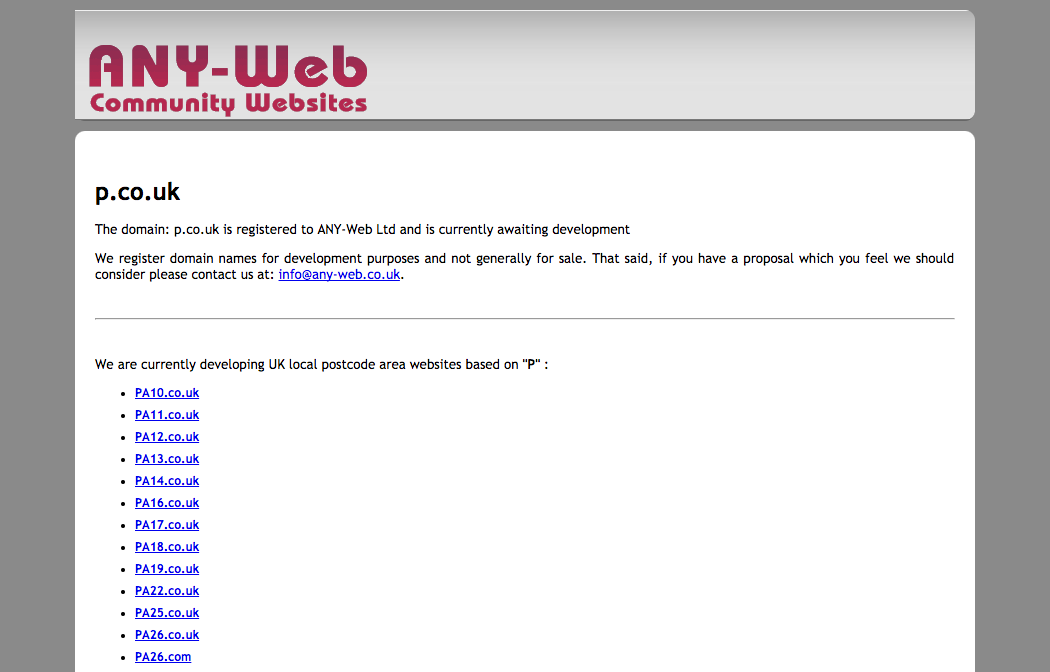 ANY-Web
Community Websites
p.co.uk
The domain: p.co.uk is registered to ANY-Web Ltd and is currently awaiting development
We register domain names for development purposes and not generally for sale. That said, if you have a proposal which you feel we should
consider please contact us at: info@any-web.co.uk.
We are currently developing UK local postcode area websites based on "P" :
• PA10.co.uk
• PA11.co.uk
• PA12.co.uk
• PA13.co.uk
• PA14.co.uk
• PA16.co.uk
• PA17.co.uk
• PA18.co.uk
• PA19.co.uk
• PA22.co.uk
• PA25.co.uk
• PA26.co.uk
• PA26.com